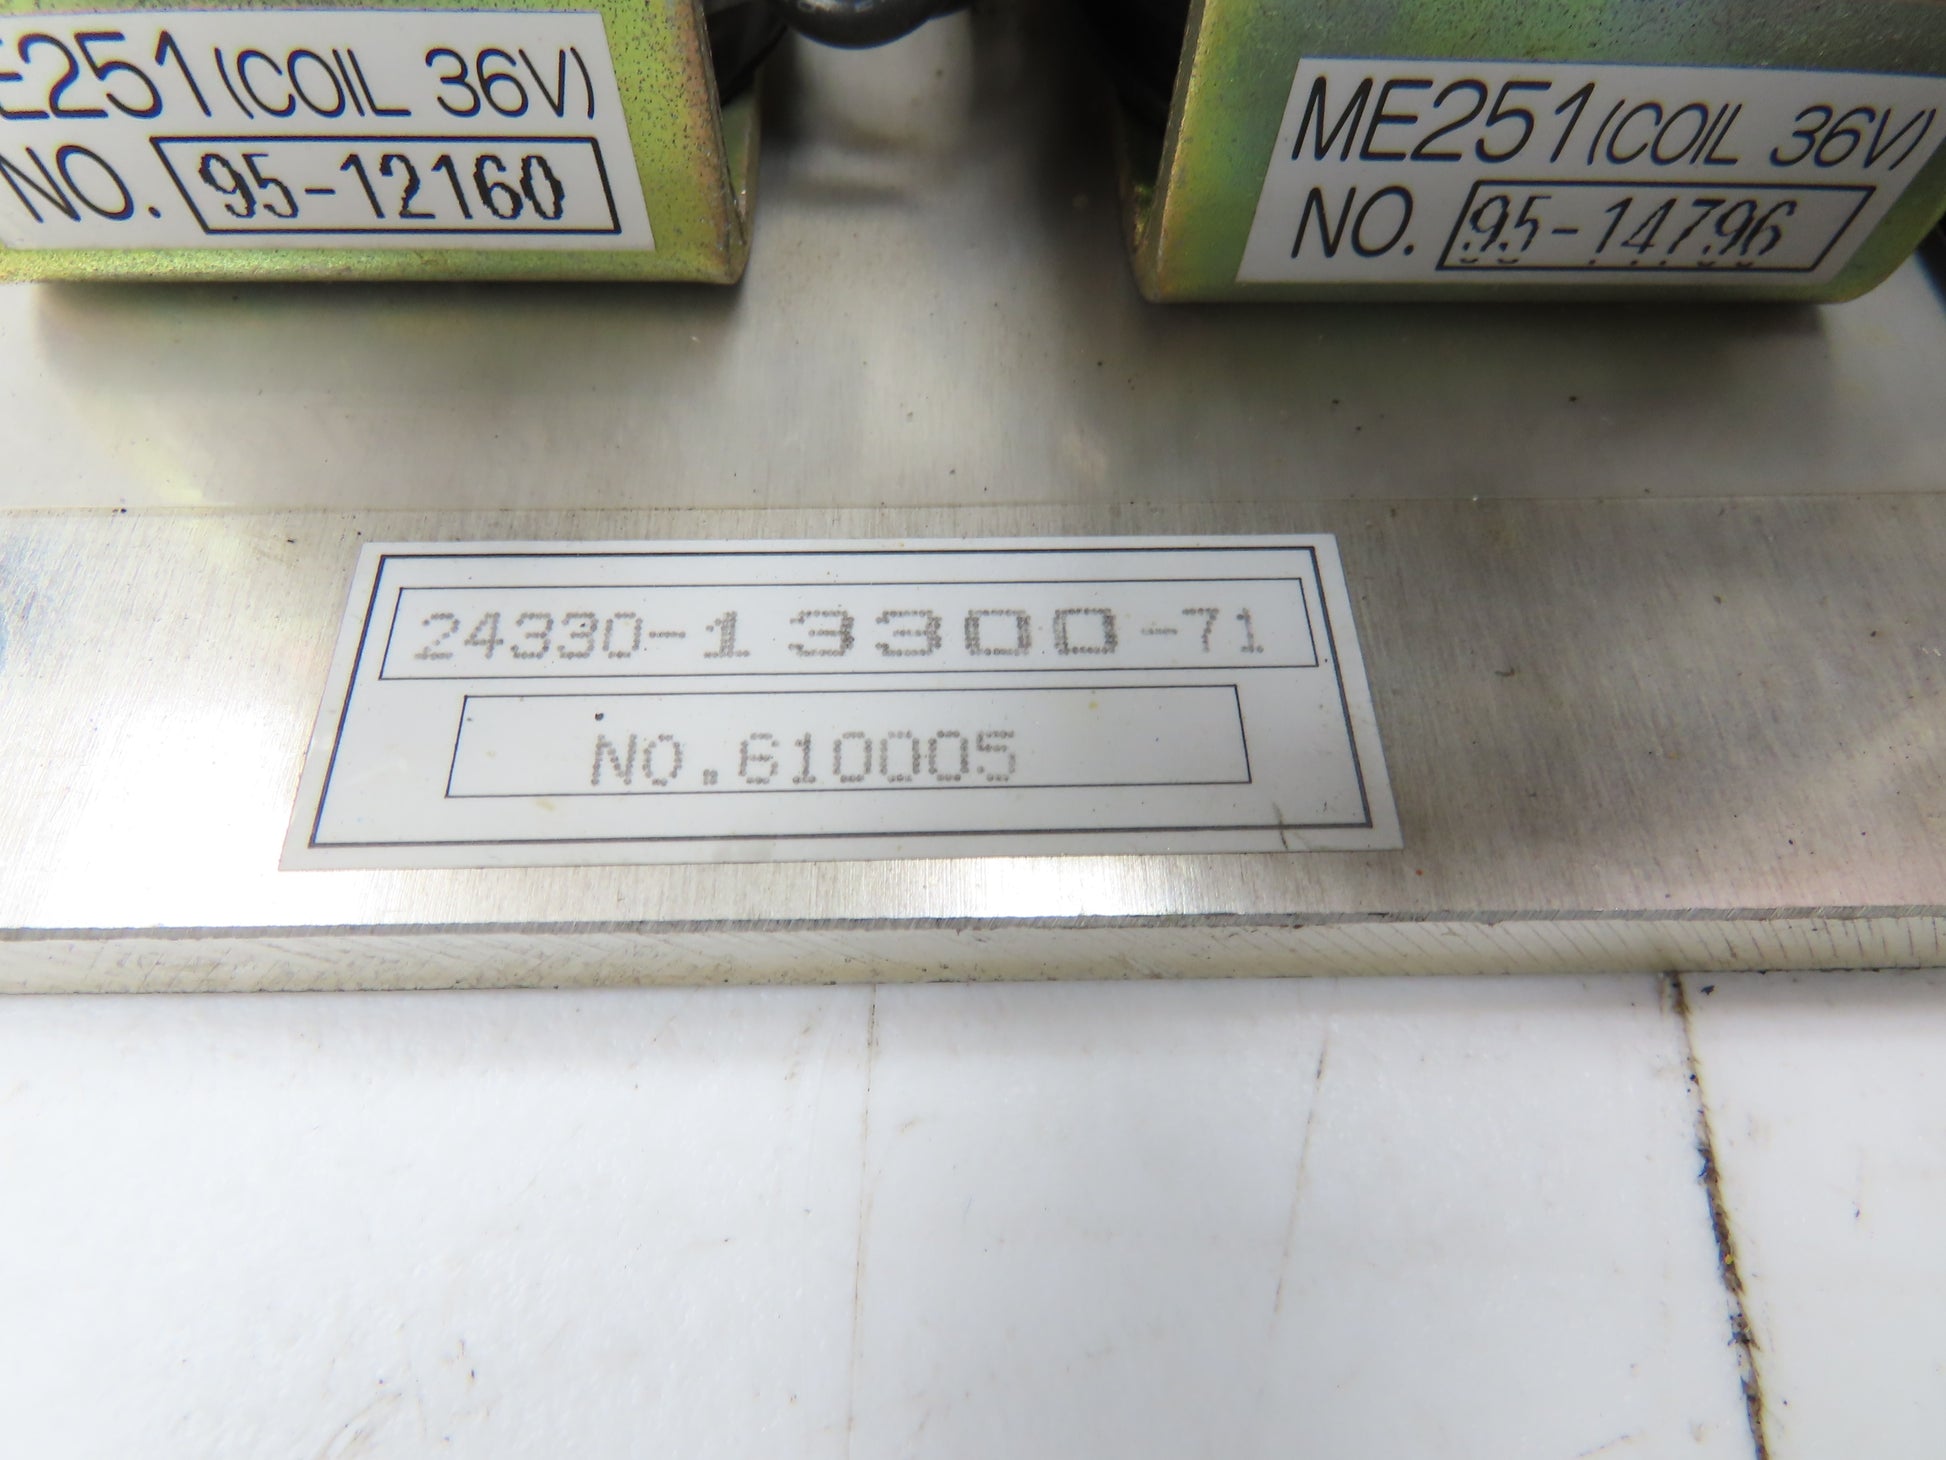 E251(COIL 36V)
NO. 95-12160
ME251(COIL 36V)
NO. 95-14796
24330-13300-71
NO.610005